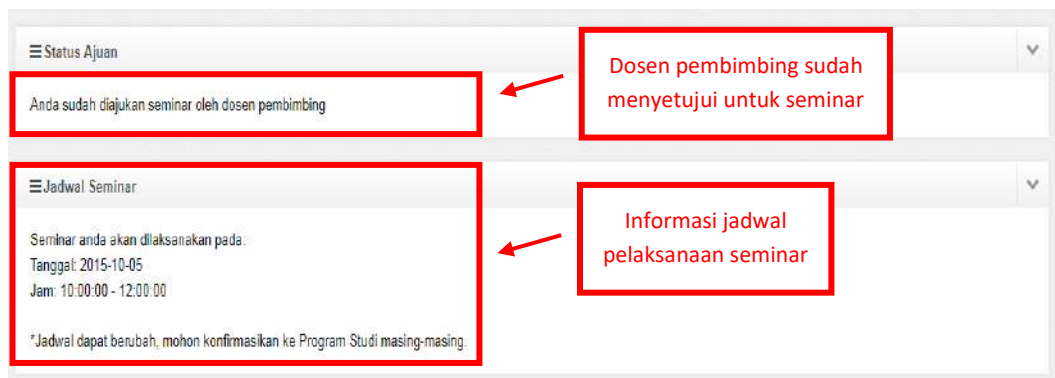 Status Ajuan
Dosen pembimbing sudah
menyetujui untuk seminar
Anda sudah diajukan seminar oleh dosen pembimbing
Jadwal Seminar
Informasi jadwal
pelaksanaan seminar
Seminar anda akan dilaksanakan pada:
Tanggal: 2015-10-05
Jam: 10:00:00 - 12:00:00
*Jadwal dapat berubah, mohon konfirmasikan ke Program Studi masing-masing.